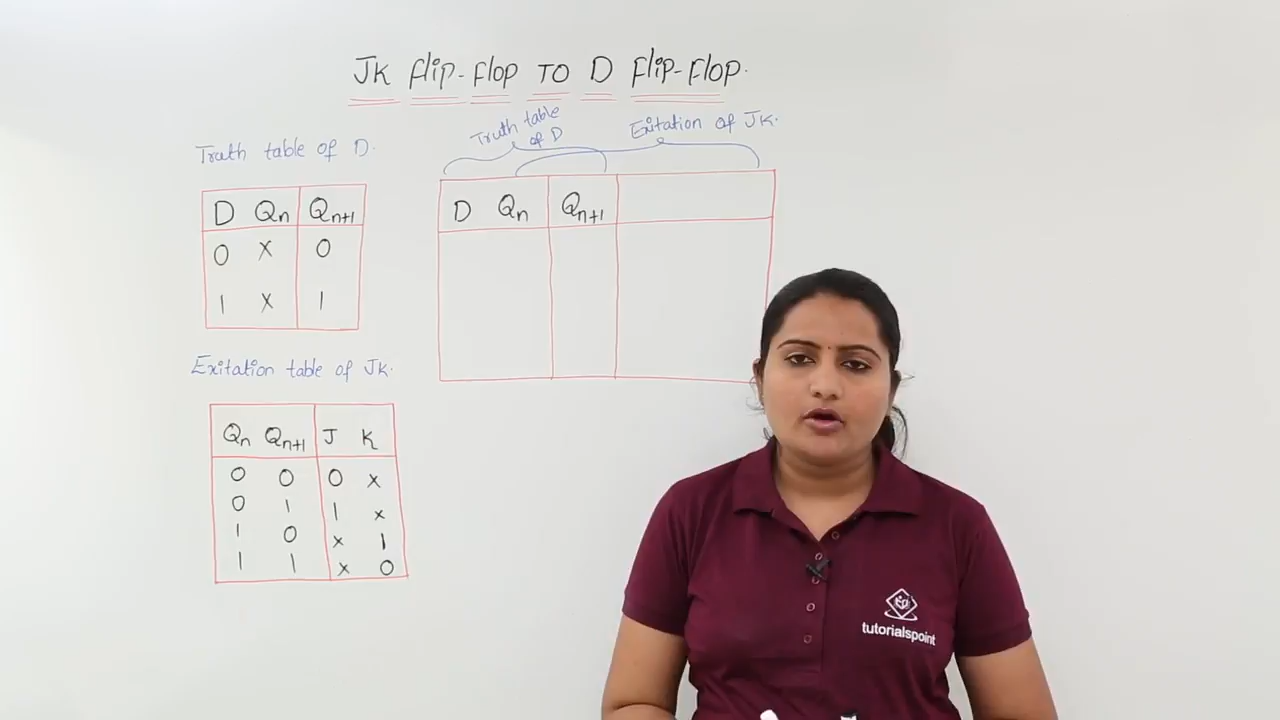 JK flip-flop TO D flip-flop.
Truth table of D.
D Qn Qn+1
0 x 0
1 x 1
Exitation table of JK.
Qn Qn+1 J K
0 0 0 x
0 1 1 x
1 0 x 1
1 1 x 0
Truth table
of D
Exitation of JK.
D Qn Qn+1
tutorialspoint